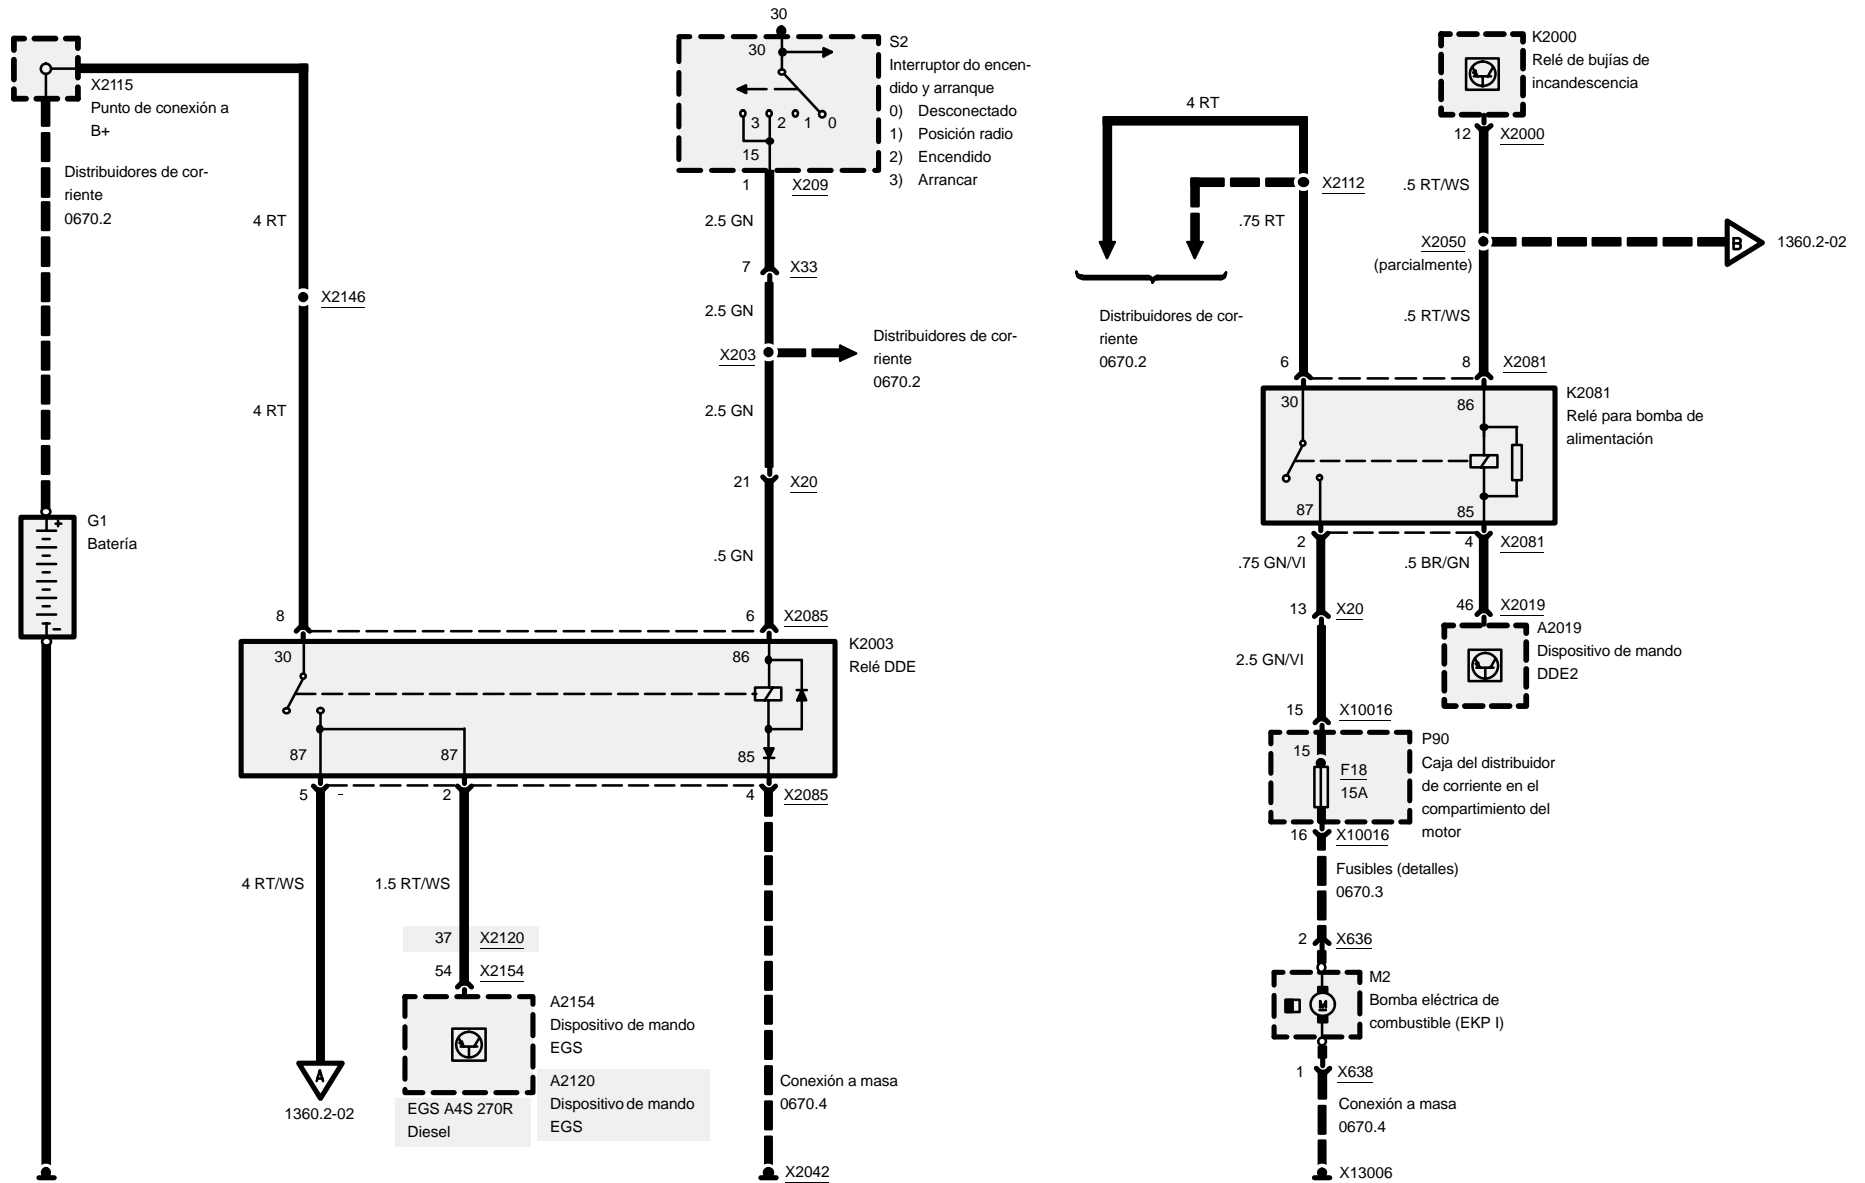 X2115
Punto de conexión a
B+
Distribuidores de cor-
riente
0670.2
4 RT
X2146
4 RT
G1
Batería
+
-
30
30
S2
Interruptor do encen-
dido y arranque
0) Desconectado
1) Posición radio
2) Encendido
3) Arrancar
3 2 1 0
15
1 X209
2.5 GN
7 X33
2.5 GN
X203
Distribuidores de cor-
riente
0670.2
2.5 GN
21 X20
.5 GN
8
6 X2085
K2003
Relé DDE
30
86
87
87
85
5 -
2
4 X2085
4 RT/WS
1.5 RT/WS
37 X2120
54 X2154
A2154
Dispositivo de mando
EGS
A2120
Dispositivo de mando
EGS
EGS A4S 270R
Diesel
A
1360.2-02
Conexión a masa
0670.4
X2042
4 RT
X2112
.75 RT
Distribuidores de cor-
riente
0670.2
K2000
Relé de bujías de
incandescencia
12 X2000
.5 RT/WS
X2050
(parcialmente)
B
1360.2-02
.5 RT/WS
6
8 X2081
K2081
Relé para bomba de
alimentación
30
86
87
85
2
4 X2081
.75 GN/VI
.5 BR/GN
13 X20
46 X2019
A2019
Dispositivo de mando
DDE2
2.5 GN/VI
15 X10016
P90
Caja del distribuidor
de corriente en el
compartimiento del
motor
15
F18
15A
16 X10016
Fusibles (detalles)
0670.3
2 X636
M2
Bomba eléctrica de
combustible (EKP I)
M
1 X638
Conexión a masa
0670.4
X13006